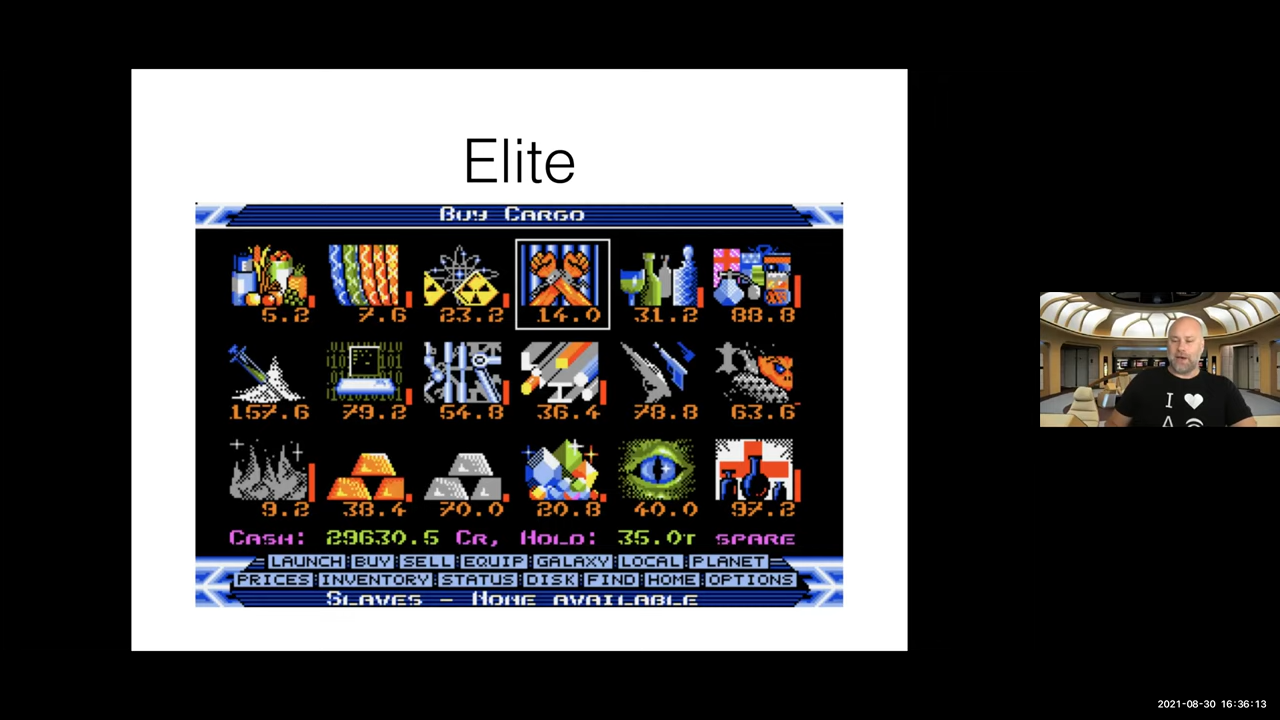 Elite
Buy Cargo
5.2 7.6 23.2 14.0 31.2 88.8
157.6 79.2 54.8 36.4 78.8 63.6
9.2 38.4 70.0 20.8 40.0 97.2
Cash: 29630.5 Cr, Hold: 35.0t spare
LAUNCH BUY SELL EQUIP GALAXY LOCAL PLANET
PRICES INVENTORY STATUS DISK FIND HOME OPTIONS
Slaves - None available
I ♥
2021-08-30 16:36:13